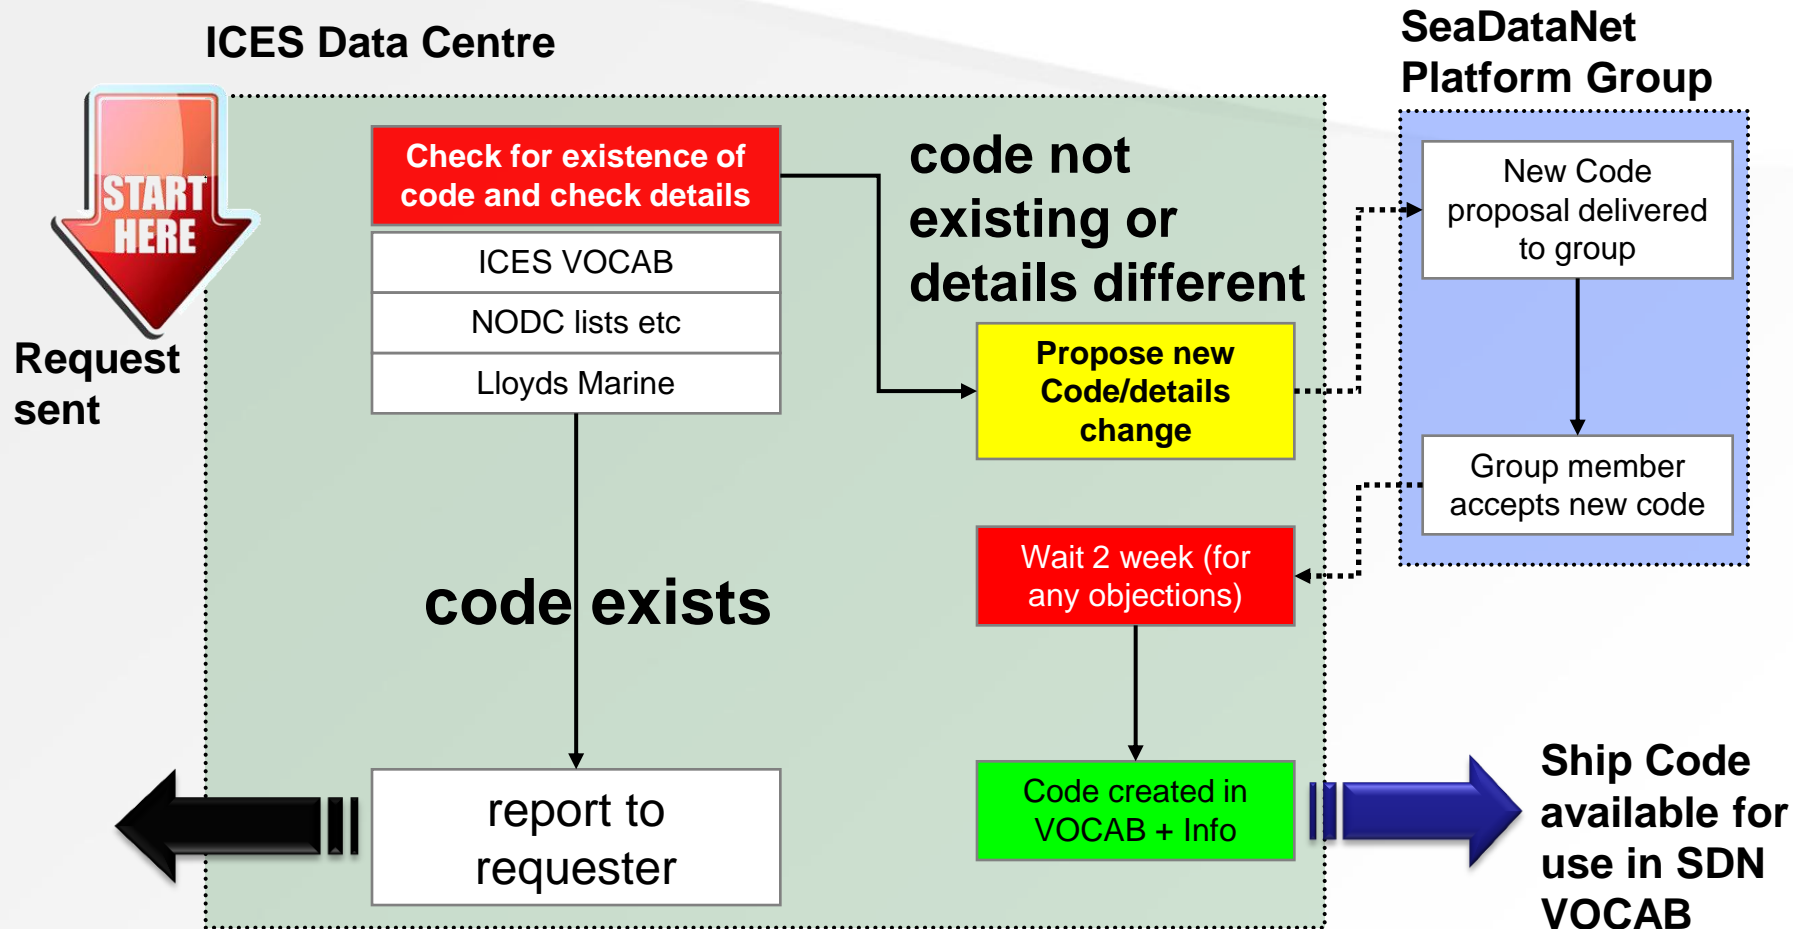 ICES Data Centre
SeaDataNet
Platform Group
START
HERE
Request
sent
Check for existence of
code and check details
ICES VOCAB
NODC lists etc
Lloyds Marine
code not
existing or
details different
Propose new
Code/details
change
New Code
proposal delivered
to group
Group member
accepts new code
Wait 2 week (for
any objections)
code exists
report to
requester
Code created in
VOCAB + Info
Ship Code
available for
use in SDN
VOCAB